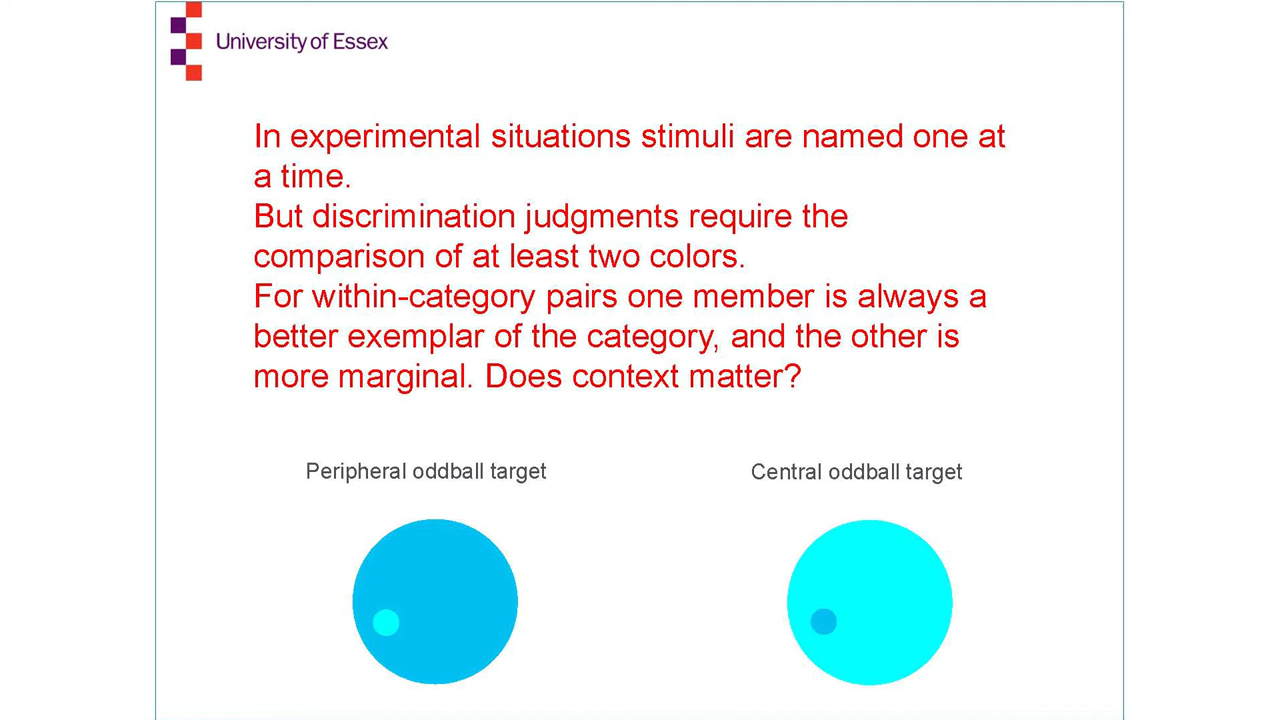 University of Essex
In experimental situations stimuli are named one at
a time.
But discrimination judgments require the
comparison of at least two colors.
For within-category pairs one member is always a
better exemplar of the category, and the other is
more marginal. Does context matter?
Peripheral oddball target
Central oddball target